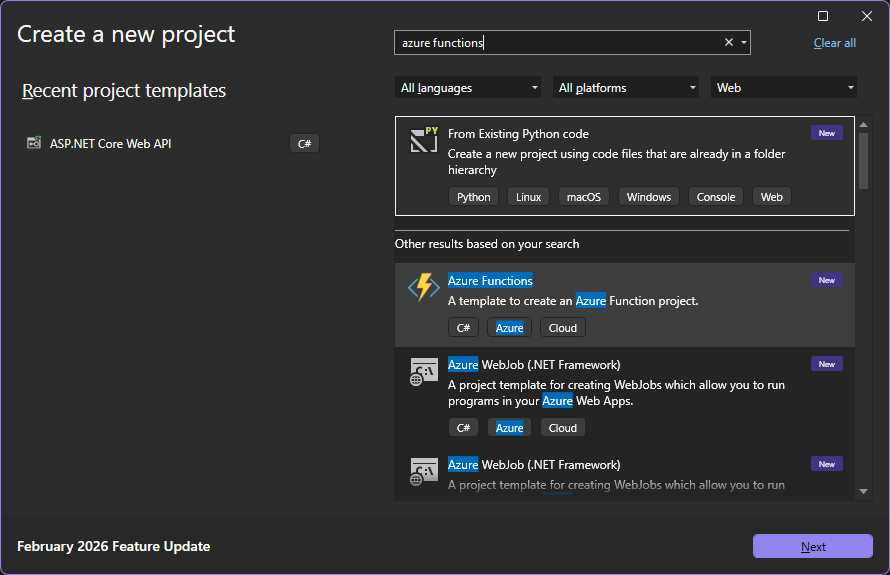 Create a new project
azure functions
Clear all
Recent project templates
All languages
All platforms
Web
ASP.NET Core Web API
C#
PY
From Existing Python code
New
Create a new project using code files that are already in a folder
hierarchy
Python
Linux
macOS
Windows
Console
Web
Other results based on your search
Azure Functions
New
A template to create an Azure Function project.
C#
Azure
Cloud
C:\
Azure WebJob (.NET Framework)
New
A project template for creating WebJobs which allow you to run
programs in your Azure Web Apps.
C#
Azure
Cloud
C:\
Azure WebJob (.NET Framework)
New
A project template for creating WebJobs which allow you to run
February 2026 Feature Update
Next